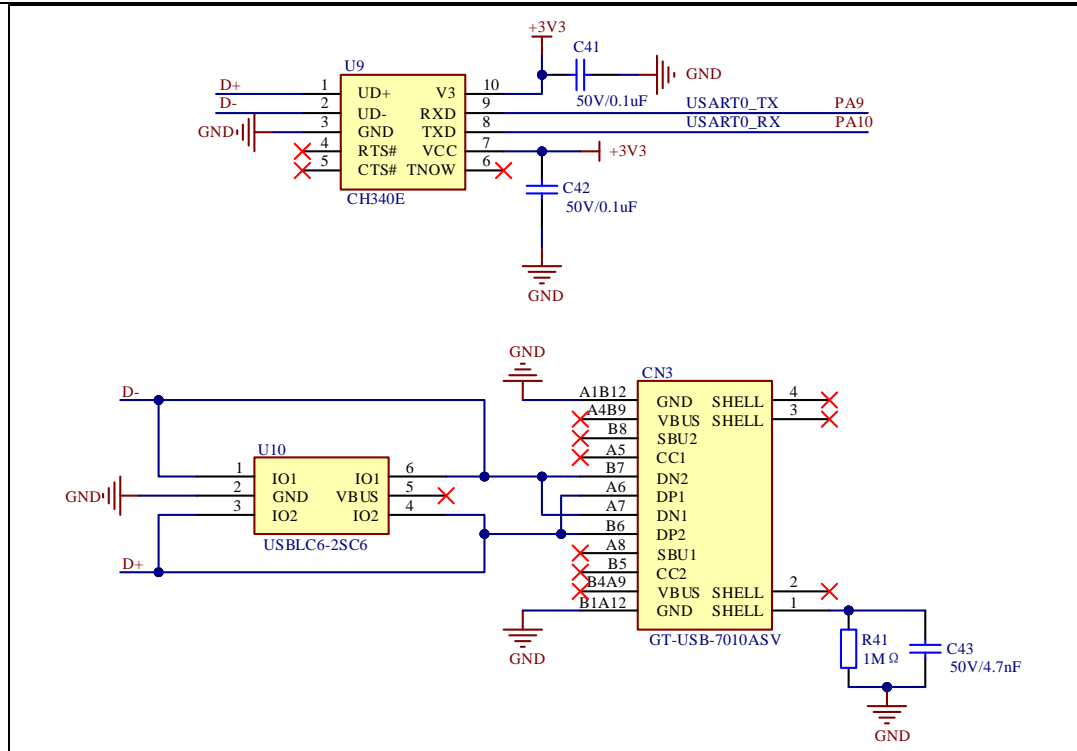 +3V3
C41
GND
50V/0.1uF
U9
D+ 1 UD+ V3 10
D- 2 UD- RXD 9 USART0_TX PA9
GND 3 GND TXD 8 USART0_RX PA10
4 RTS# VCC 7 +3V3
5 CTS# TNOW 6
CH340E
C42
50V/0.1uF
GND
GND
CN3
D-
A1B12 GND SHELL 4
A4B9 VBUS SHELL 3
B8 SBU2
A5 CC1
B7 DN2
A6 DP1
A7 DN1
B6 DP2
A8 SBU1
B5 CC2
B4A9 VBUS SHELL 2
B1A12 GND SHELL 1
GT-USB-7010ASV
U10
1 IO1 IO1 6
GND 2 GND VBUS 5
3 IO2 IO2 4
USBLC6-2SC6
D+
GND
R41
1MΩ
C43
50V/4.7nF
GND